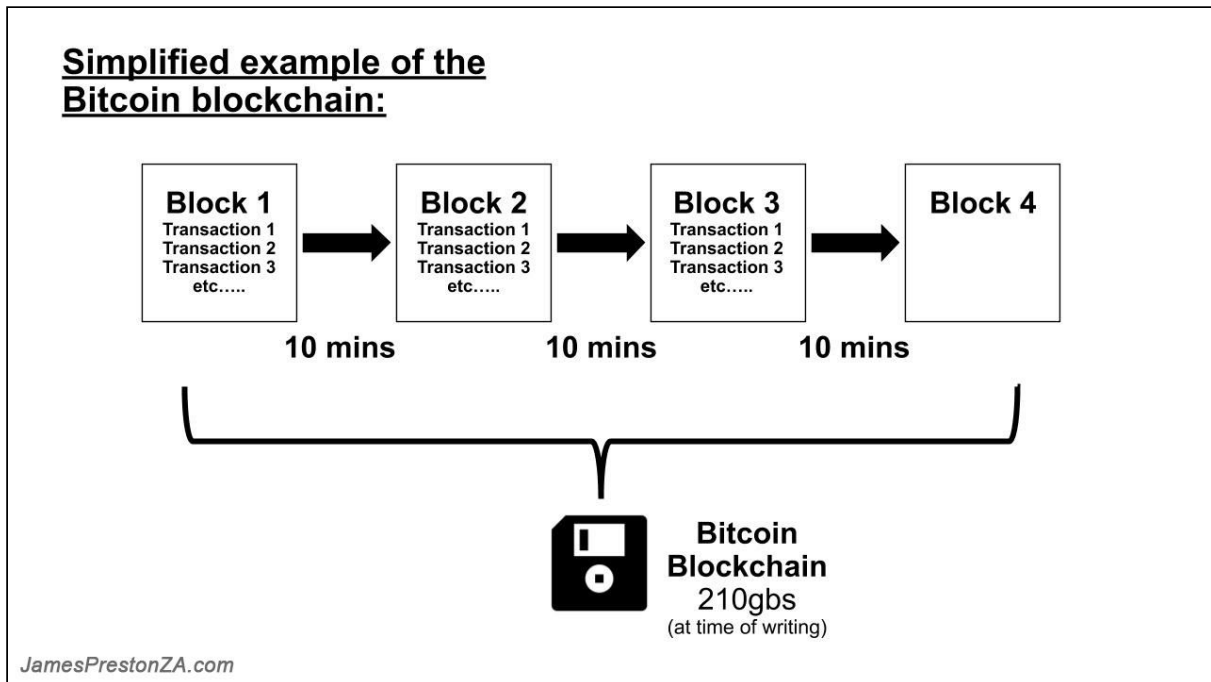 Simplified example of the
Bitcoin blockchain:
Block 1
Transaction 1
Transaction 2
Transaction 3
etc.....
Block 2
Transaction 1
Transaction 2
Transaction 3
etc.....
Block 3
Transaction 1
Transaction 2
Transaction 3
etc.....
Block 4
10 mins
10 mins
10 mins
Bitcoin
Blockchain
210gbs
(at time of writing)
JamesPrestonZA.com